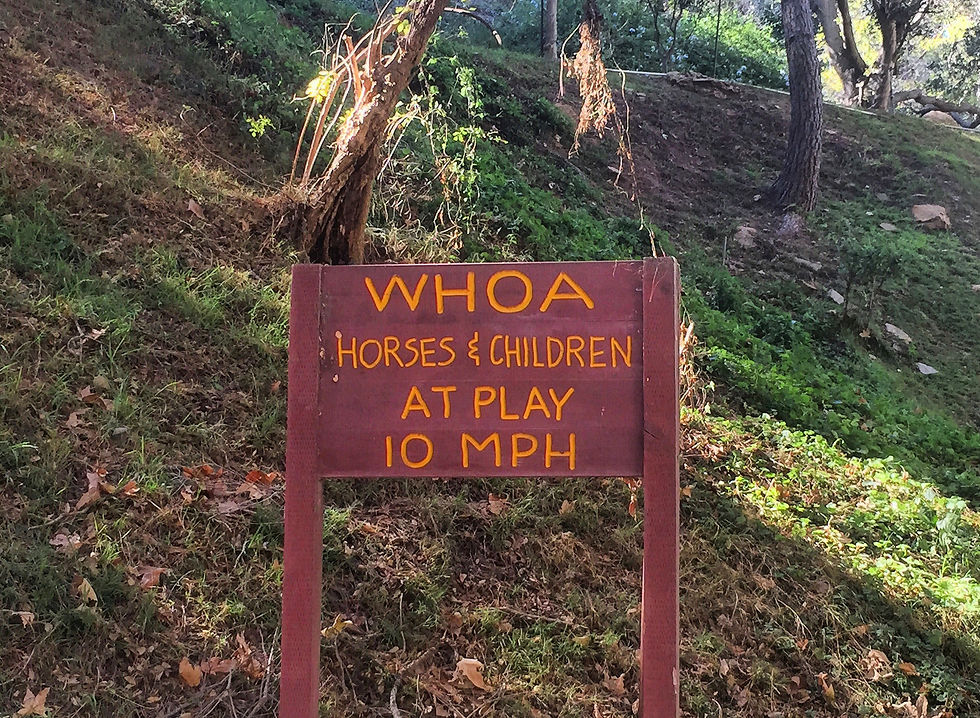 WHOA
HORSES & CHILDREN
AT PLAY
10 MPH